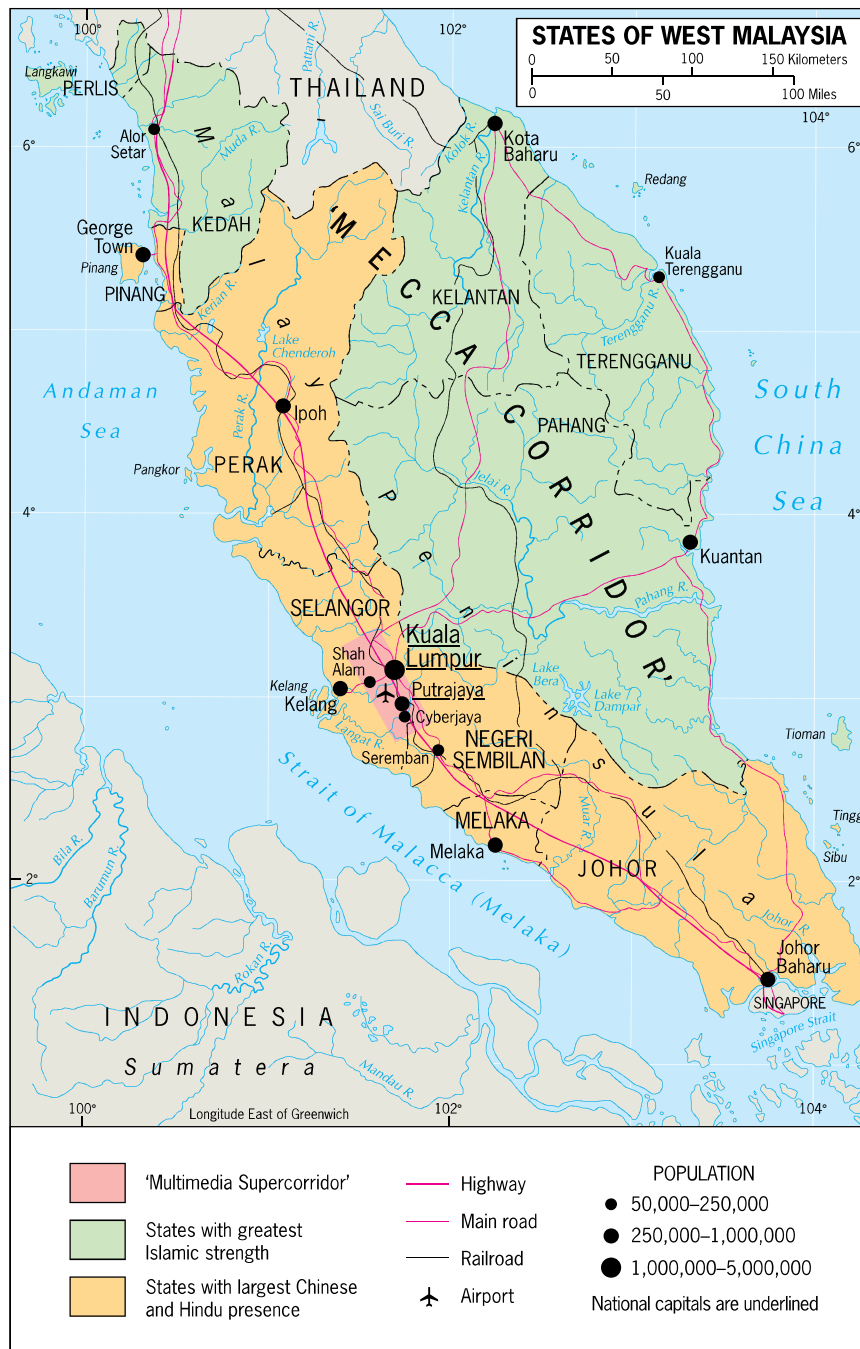 STATES OF WEST MALAYSIA
0 50 100 150 Kilometers
0 50 100 Miles
100° 102° 104°
6° 6°
4° 4°
2°
100° 102° 104°
Longitude East of Greenwich
THAILAND
Pattani R.
Sai Buri R.
Langkawi
PERLIS
Alor
Setar
Muda R.
KEDAH
George
Town
Pinang
PINANG
Kerian R.
Malay Peninsula
'MECCA CORRIDOR'
Kolok R.
Kelantan R.
Kota
Baharu
Redang
KELANTAN
Kuala
Terengganu
Terengganu R.
TERENGGANU
Lake
Chenderoh
Perak R.
Ipoh
PERAK
Pangkor
Andaman
Sea
South
China
Sea
PAHANG
Jelai R.
Kuantan
Pahang R.
SELANGOR
Kuala
Lumpur
Shah
Alam
Kelang
Kelang
Putrajaya
Cyberjaya
Langat R.
Seremban
NEGERI
SEMBILAN
Lake
Bera
Lake
Dampar
Tioman
MELAKA
Melaka
Muar R.
JOHOR
Tingg
Sibu
Johor R.
Johor
Baharu
SINGAPORE
Singapore Strait
Strait of Malacca (Melaka)
Bila R.
Barumun R.
Rokan R.
INDONESIA
Sumatera
Mandau R.
'Multimedia Supercorridor'
States with greatest
Islamic strength
States with largest Chinese
and Hindu presence
Highway
Main road
Railroad
Airport
POPULATION
50,000–250,000
250,000–1,000,000
1,000,000–5,000,000
National capitals are underlined